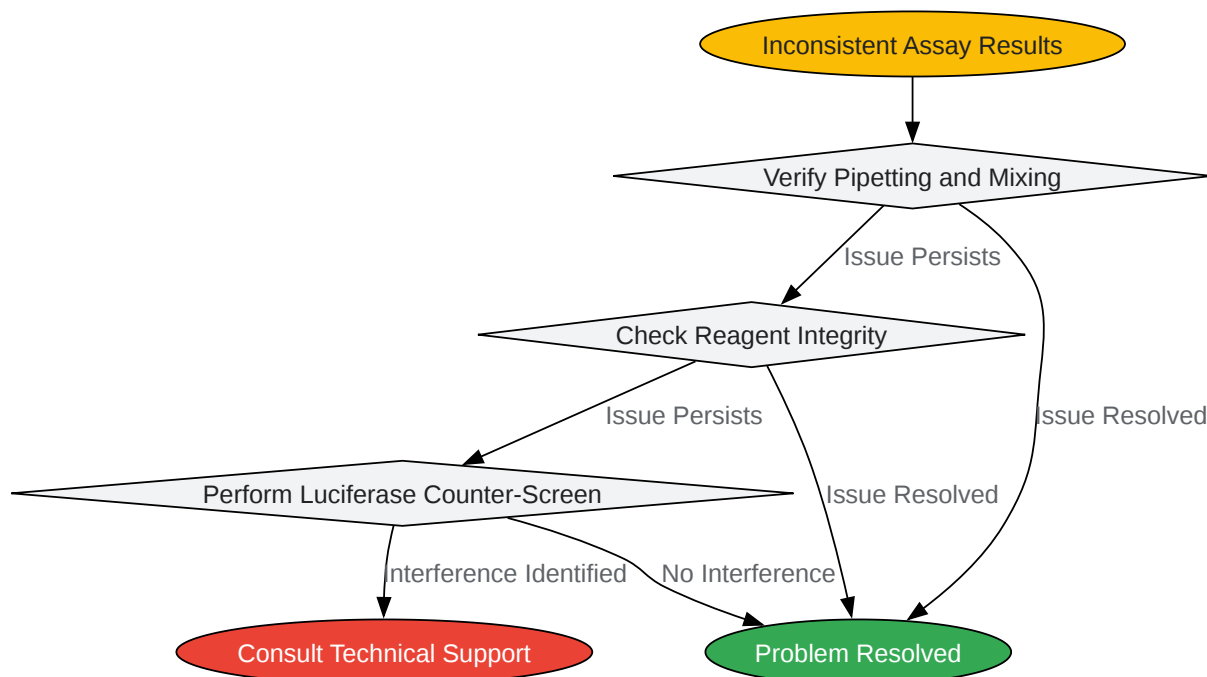 Inconsistent Assay Results
Verify Pipetting and Mixing
Issue Persists
Check Reagent Integrity
Issue Persists
Issue Resolved
Perform Luciferase Counter-Screen
Issue Resolved
Interference Identified
No Interference
Consult Technical Support
Problem Resolved